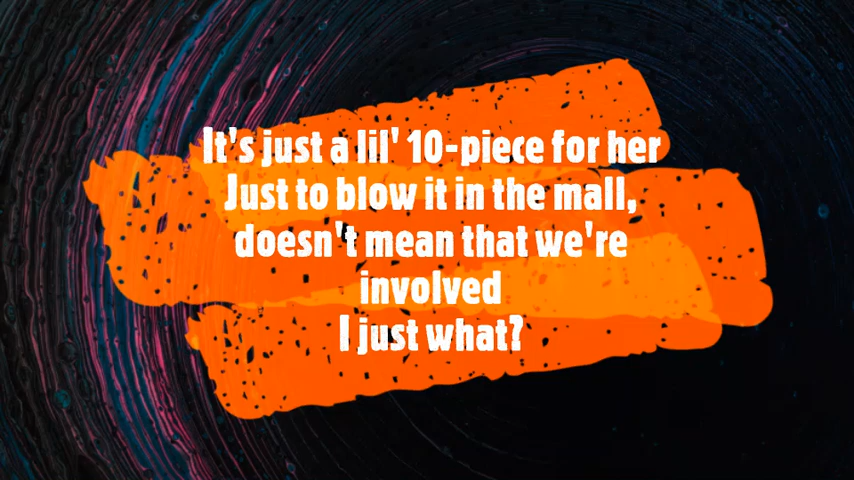 It's just a lil' 10-piece for her
Just to blow it in the mall,
doesn't mean that we're
involved
I just what?